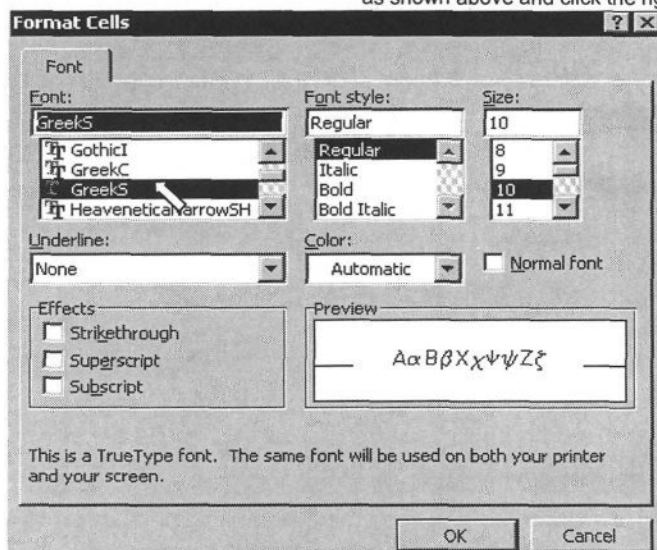 as shown above and click the
Format Cells
Font
Font: Font style: Size:
GreekS Regular 10
GothicI Regular 8
GreekC Italic 9
GreekS Bold 10
HeaveneticaNarrowSH Bold Italic 11
Underline: Color:
None Automatic Normal font
Effects Preview
Strikethrough
Superscript AαBβXχΨψZζ
Subscript
This is a TrueType font. The same font will be used on both your printer
and your screen.
OK Cancel